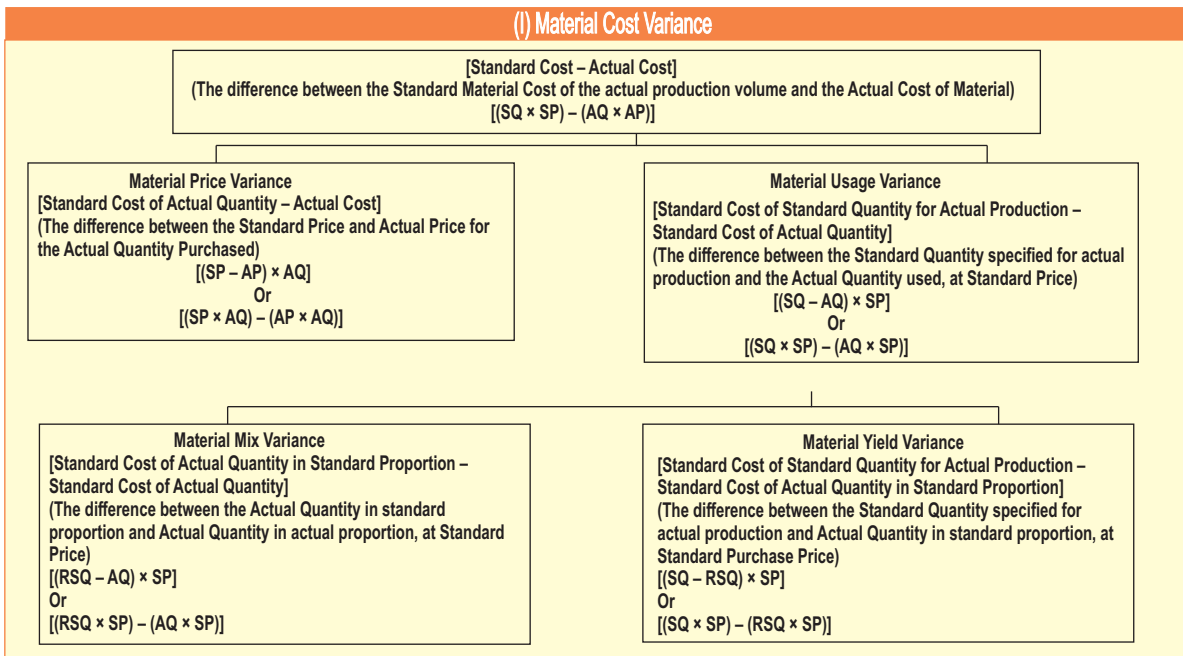 (I) Material Cost Variance
[Standard Cost – Actual Cost]
(The difference between the Standard Material Cost of the actual production volume and the Actual Cost of Material)
[(SQ × SP) – (AQ × AP)]
Material Price Variance
[Standard Cost of Actual Quantity – Actual Cost]
(The difference between the Standard Price and Actual Price for
the Actual Quantity Purchased)
[(SP – AP) × AQ]
Or
[(SP × AQ) – (AP × AQ)]
Material Usage Variance
[Standard Cost of Standard Quantity for Actual Production –
Standard Cost of Actual Quantity]
(The difference between the Standard Quantity specified for actual
production and the Actual Quantity used, at Standard Price)
[(SQ – AQ) × SP]
Or
[(SQ × SP) – (AQ × SP)]
Material Mix Variance
[Standard Cost of Actual Quantity in Standard Proportion –
Standard Cost of Actual Quantity]
(The difference between the Actual Quantity in standard
proportion and Actual Quantity in actual proportion, at Standard
Price)
[(RSQ – AQ) × SP]
Or
[(RSQ × SP) – (AQ × SP)]
Material Yield Variance
[Standard Cost of Standard Quantity for Actual Production –
Standard Cost of Actual Quantity in Standard Proportion]
(The difference between the Standard Quantity specified for
actual production and Actual Quantity in standard proportion, at
Standard Purchase Price)
[(SQ – RSQ) × SP]
Or
[(SQ × SP) – (RSQ × SP)]